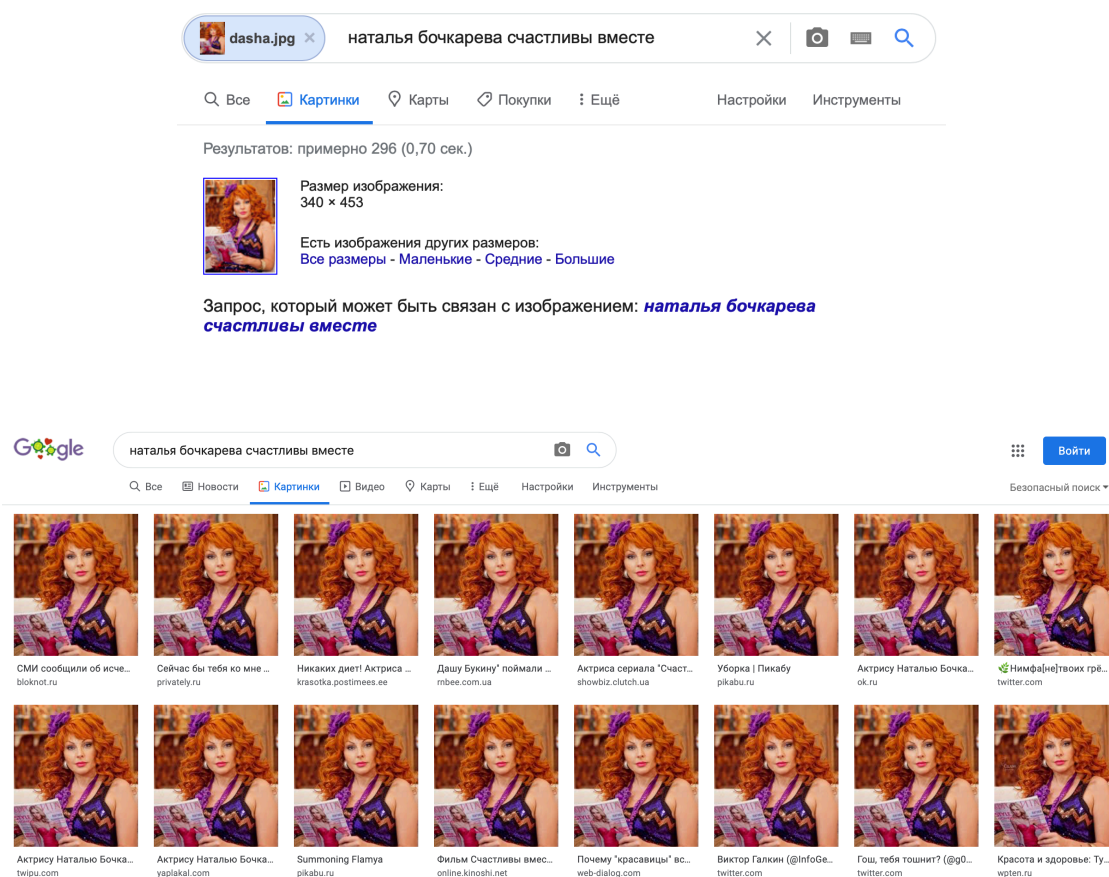 dasha.jpg × наталья бочкарева счастливы вместе
Все Картинки Карты Покупки Ещё Настройки Инструменты
Результатов: примерно 296 (0,70 сек.)
Размер изображения:
340 × 453
Есть изображения других размеров:
Все размеры - Маленькие - Средние - Большие
Запрос, который может быть связан с изображением: наталья бочкарева
счастливы вместе
Google наталья бочкарева счастливы вместе Войти
Все Новости Картинки Видео Карты Ещё Настройки Инструменты Безопасный поиск
СМИ сообщили об исче... Сейчас бы тебя ко мне ... Никаких диет! Актриса ... Дашу Букину" поймали ... Актриса сериала "Счаст... Уборка | Пикабу Актрису Наталью Бочка... Нимфа[не]твоих грё...
bloknot.ru privately.ru krasotka.postimees.ee rnbee.com.ua showbiz.clutch.ua pikabu.ru ok.ru twitter.com
Актрису Наталью Бочка... Актрису Наталью Бочка... Summoning Flamya Фильм Счастливы вмес... Почему "красавицы" вс... Виктор Галкин (@InfoGe... Гош, тебя тошнит? (@g0... Красота и здоровье: Ту...
twipu.com yaplakal.com pikabu.ru online.kinoshi.net web-dialog.com twitter.com twitter.com wpten.ru